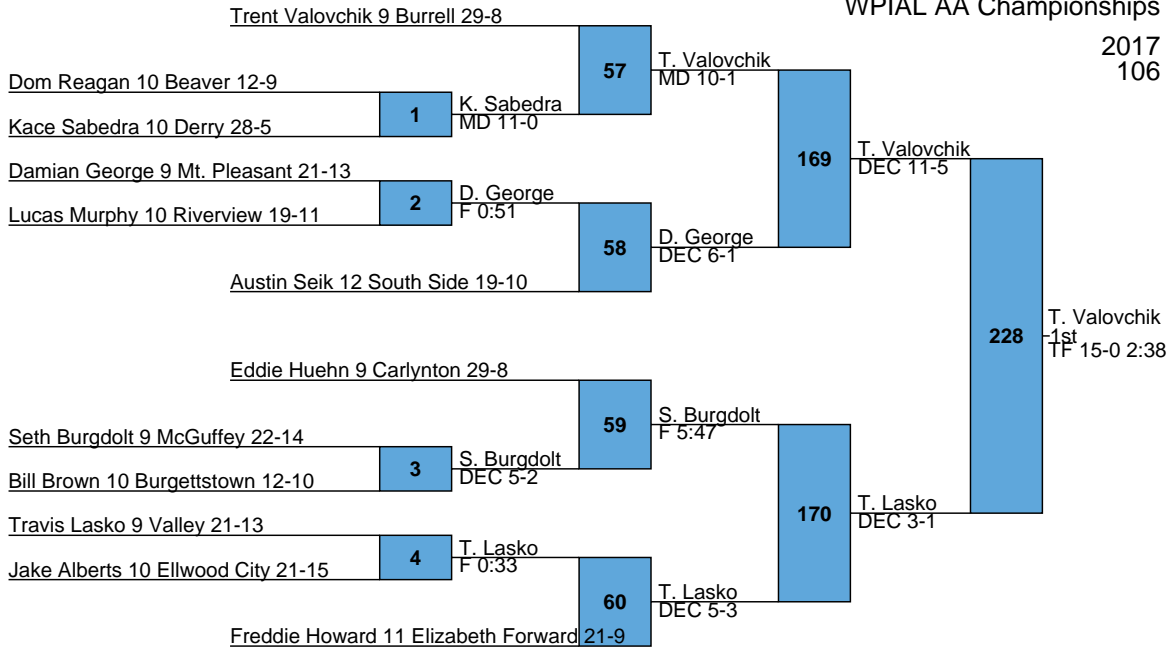 WPIAL AA Championships
2017
106
Trent Valovchik 9 Burrell 29-8
57
T. Valovchik
MD 10-1
Dom Reagan 10 Beaver 12-9
1
K. Sabedra
MD 11-0
Kace Sabedra 10 Derry 28-5
169
T. Valovchik
DEC 11-5
Damian George 9 Mt. Pleasant 21-13
2
D. George
F 0:51
Lucas Murphy 10 Riverview 19-11
58
D. George
DEC 6-1
Austin Seik 12 South Side 19-10
228
T. Valovchik
1st
TF 15-0 2:38
Eddie Huehn 9 Carlynton 29-8
59
S. Burgdolt
F 5:47
Seth Burgdolt 9 McGuffey 22-14
3
S. Burgdolt
DEC 5-2
Bill Brown 10 Burgettstown 12-10
170
T. Lasko
DEC 3-1
Travis Lasko 9 Valley 21-13
4
T. Lasko
F 0:33
Jake Alberts 10 Ellwood City 21-15
60
T. Lasko
DEC 5-3
Freddie Howard 11 Elizabeth Forward 21-9